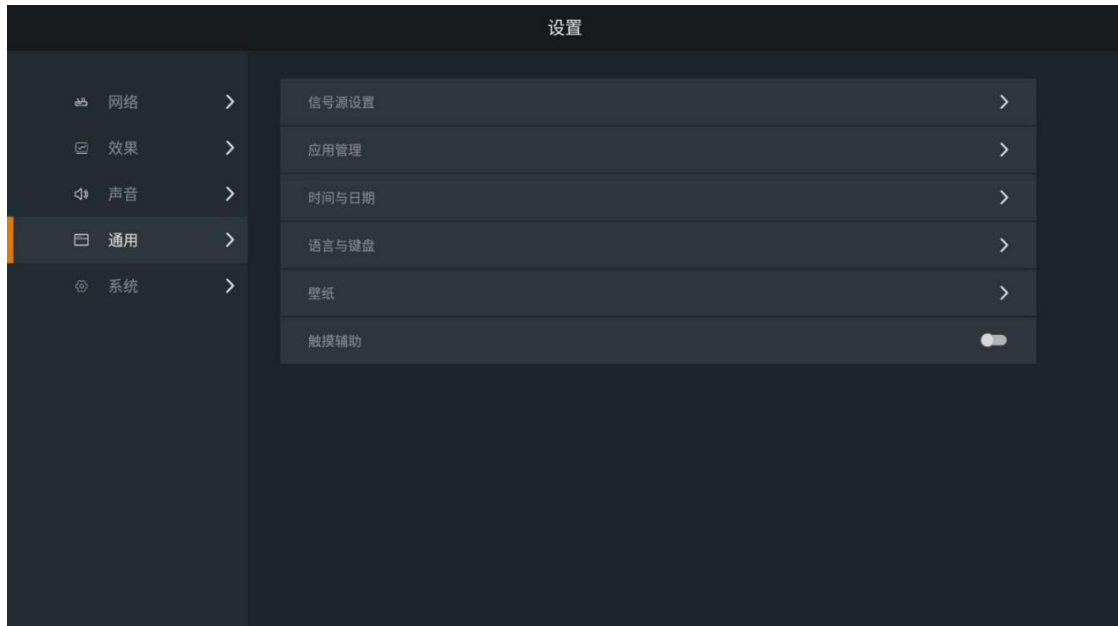 设置
网络
效果
声音
通用
系统
信号源设置
应用管理
时间与日期
语言与键盘
壁纸
触摸辅助